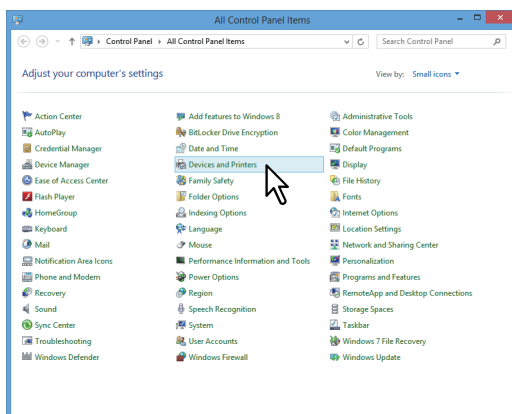 All Control Panel Items
Control Panel ▸ All Control Panel Items
Search Control Panel
Adjust your computer's settings
View by: Small icons
Action Center
Add features to Windows 8
Administrative Tools
AutoPlay
BitLocker Drive Encryption
Color Management
Credential Manager
Date and Time
Default Programs
Device Manager
Devices and Printers
Display
Ease of Access Center
Family Safety
File History
Flash Player
Folder Options
Fonts
HomeGroup
Indexing Options
Internet Options
Keyboard
Language
Location Settings
Mail
Mouse
Network and Sharing Center
Notification Area Icons
Performance Information and Tools
Personalization
Phone and Modem
Power Options
Programs and Features
Recovery
Region
RemoteApp and Desktop Connections
Sound
Speech Recognition
Storage Spaces
Sync Center
System
Taskbar
Troubleshooting
User Accounts
Windows 7 File Recovery
Windows Defender
Windows Firewall
Windows Update